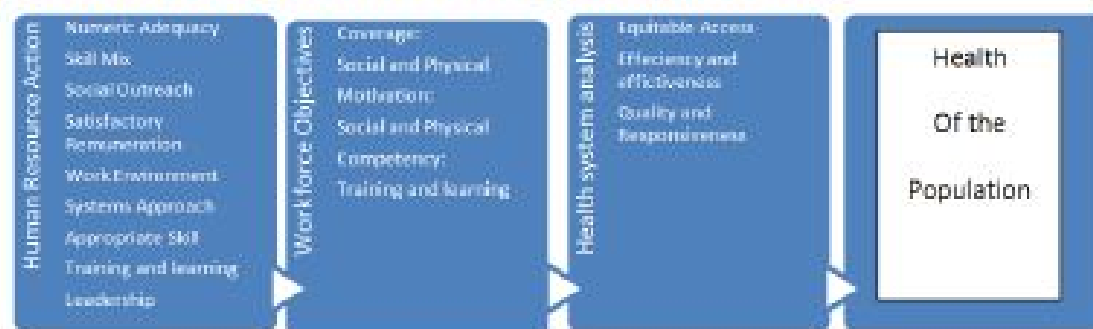 Human Resource Action
Numeric Adequacy
Skill Mix
Social Outreach
Satisfactory
Remuneration
Work Environment
Systems Approach
Appropriate Skill
Training and learning
Leadership
Workforce Objectives
Coverage:
Social and Physical
Motivation:
Social and Physical
Competency:
Training and learning
Health system analysis
Equitable Access
Effeciency and
effictiveness
Quality and
Responsiveness
Health
Of the
Population